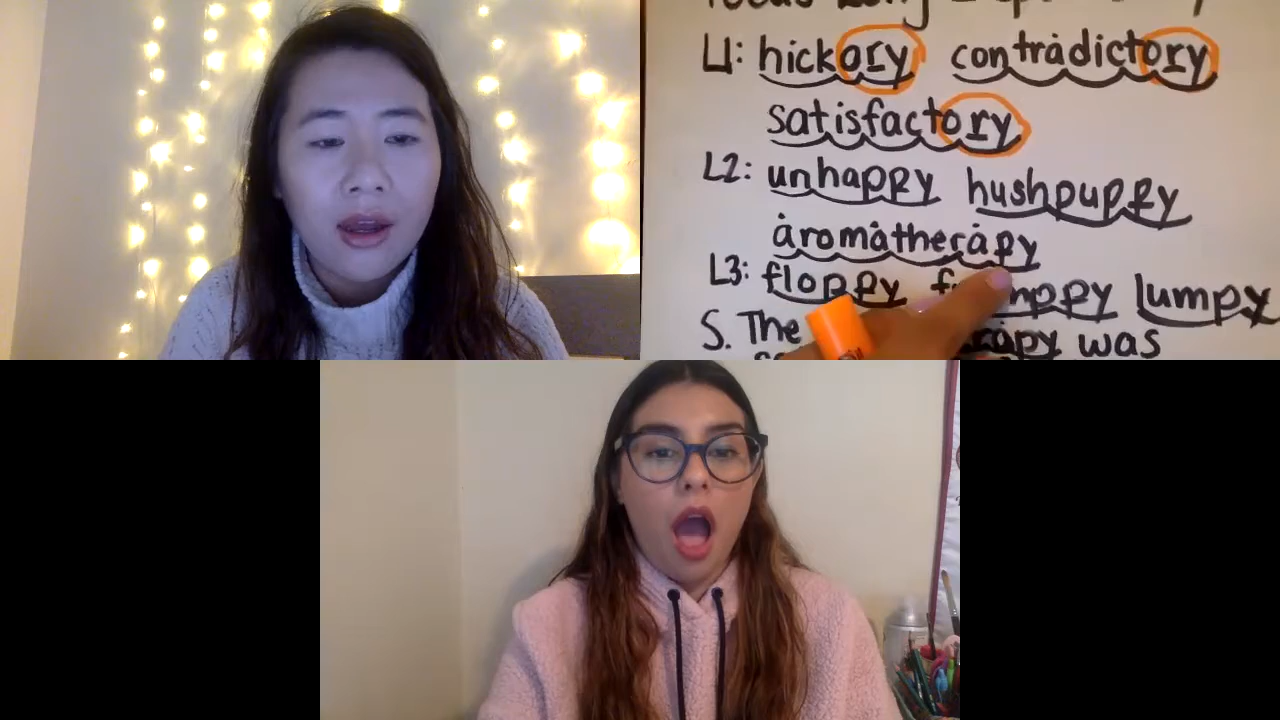 L1: hickory contradictory
satisfactory
L2: unhappy hushpuppy
aromatherapy
L3: floppy lumpy
S. The was